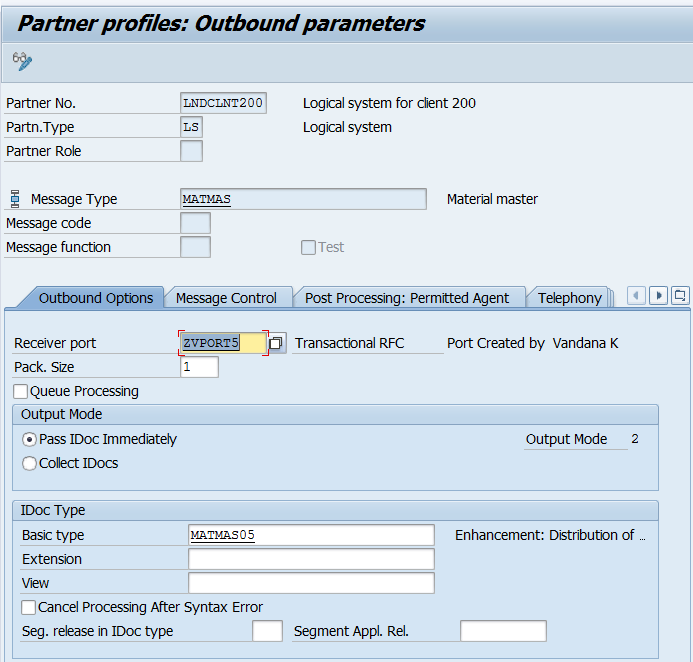 Partner profiles: Outbound parameters
Partner No. LNDCLNT200 Logical system for client 200
Partn.Type LS Logical system
Partner Role
Message Type MATMAS Material master
Message code
Message function Test
Outbound Options Message Control Post Processing: Permitted Agent Telephony
Receiver port ZVPORT5 Transactional RFC Port Created by Vandana K
Pack. Size 1
Queue Processing
Output Mode
Pass IDoc Immediately Output Mode 2
Collect IDocs
IDoc Type
Basic type MATMAS05 Enhancement: Distribution of ...
Extension
View
Cancel Processing After Syntax Error
Seg. release in IDoc type Segment Appl. Rel.